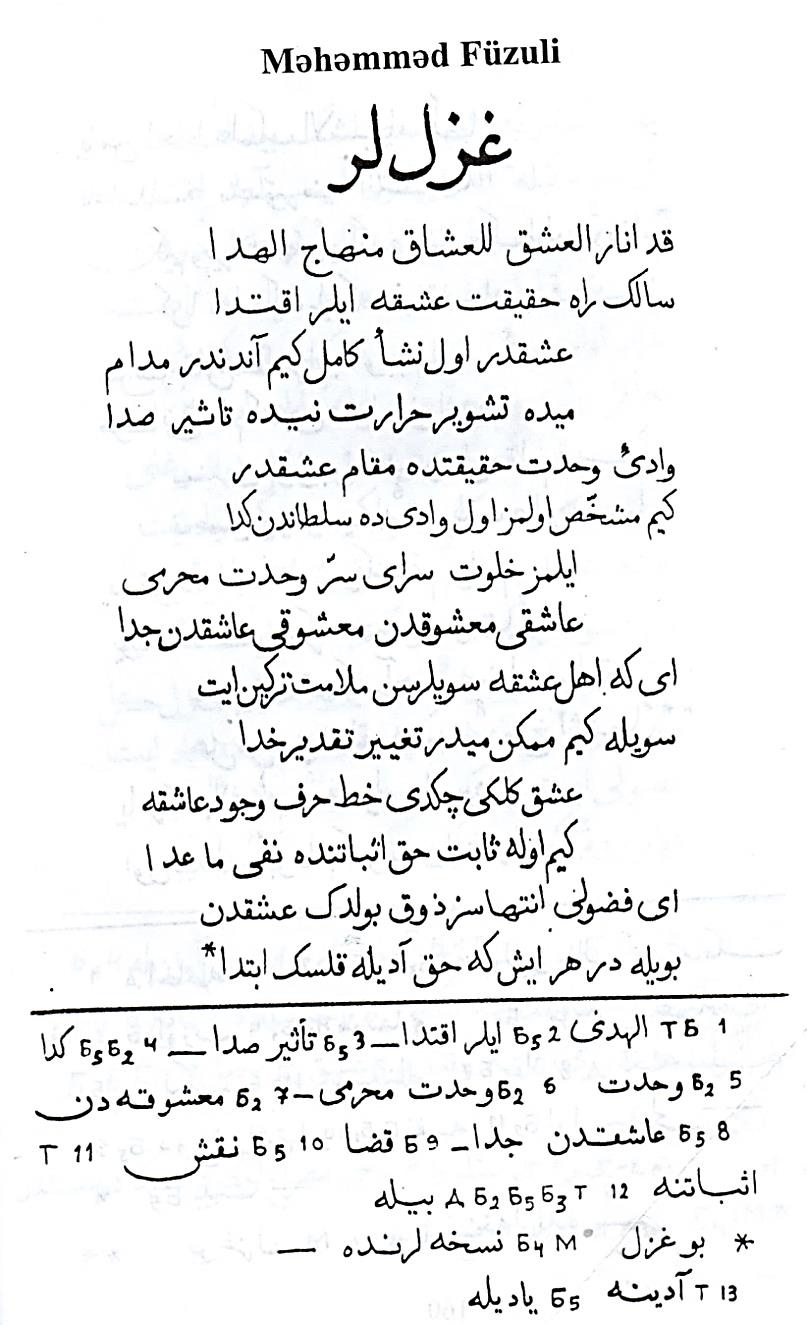 Məhəmməd Füzuli
غزل لر
قد انار العشق للعشاق منهاج الهدا
سالک راه حقیقت عشقه ایلر اقتدا
عشقدر اول نشأ کامل کیم آندندر مدام
میده تشویر حرارت نیده تاثیر صدا
وادئ وحدت حقیقتده مقام عشقدر
کیم مشخّص اولمز اول وادی ده سلطاندن کدا
ایلمز خلوت سرای سرّ وحدت محرمی
عاشقی معشوقدن معشوقی عاشقدن جدا
ای که اهل عشقه سویلرسن ملامت ترکین ایت
سویله کیم ممکن میدر تغییر تقدیر خدا
عشق کلکی چکدی خط حرف وجود عاشقه
کیم اوله ثابت حق اثباتنده نفی ما عدا
ای فضولی انتهاسز ذوق بولدک عشقدن
بویله در هر ایش که حق آدیله قلسک ابتدا*
1 ТБ الهدی 2 Б5 ایلر اقتدا — 3 Б5 تأثیر صدا — 4 Б5Б2 کدا
5 Б2 وحدت 6 Б2 وحدت محرمی — 7 Б2 معشوقه دن
8 Б5 عاشقدن جدا — 9 Б قضا 10 Б5 نقش 11 Т
اثباتنه 12 Д Б2 Б5 Б3 Т بیله
* بو غزل Б4 М نسخه لرنده —
13 Т آدینه Б5 یادیله